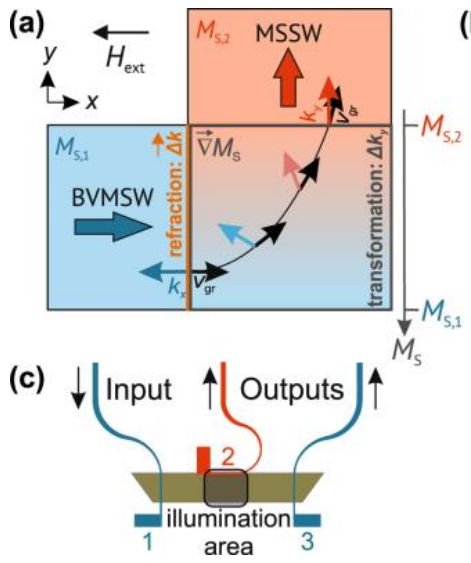 (a)
H_ext
y
x
M_S,2
MSSW
k_y
v_gr
M_S,1
BVMSW
refraction: Δk
∇M_S
transformation: Δk_y
k_x
v_gr
M_S,2
M_S,1
M_S
(c)
Input
Outputs
2
illumination
area
1
3